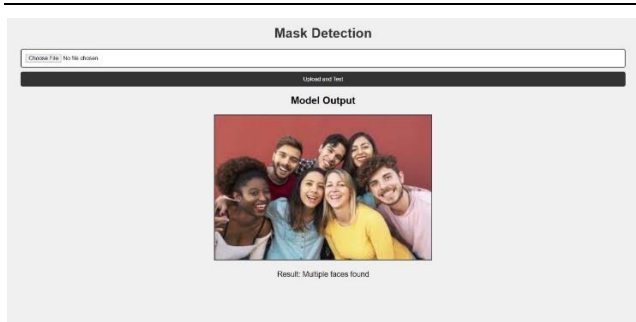 Mask Detection
Choose File No file chosen
Upload and Test
Model Output
Result: Multiple faces found